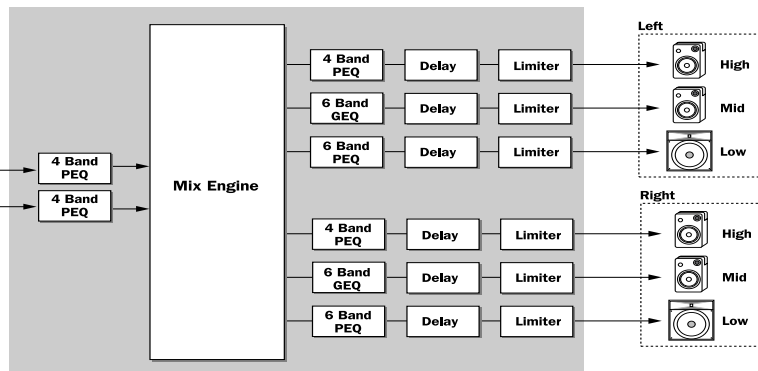 Left
4 Band
PEQ
Delay
Limiter
High
6 Band
GEQ
Delay
Limiter
Mid
6 Band
PEQ
Delay
Limiter
Low
4 Band
PEQ
4 Band
PEQ
Mix Engine
Right
4 Band
PEQ
Delay
Limiter
High
6 Band
GEQ
Delay
Limiter
Mid
6 Band
PEQ
Delay
Limiter
Low